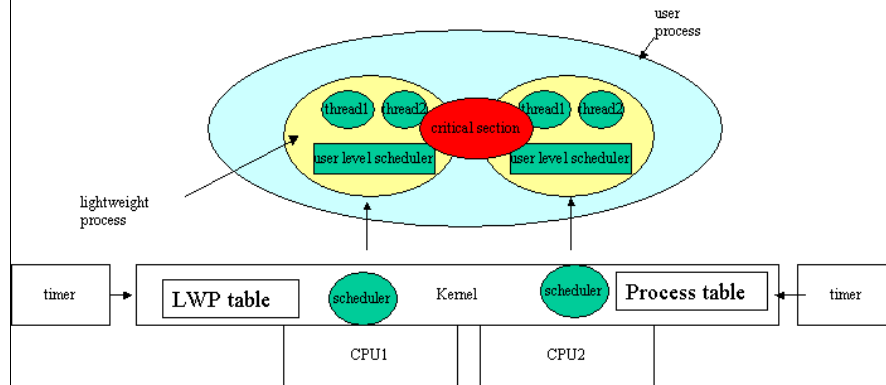 user
process
thread1
thread2
thread1
thread2
critical section
user level scheduler
user level scheduler
lightweight
process
timer
LWP table
scheduler
Kernel
scheduler
Process table
timer
CPU1
CPU2